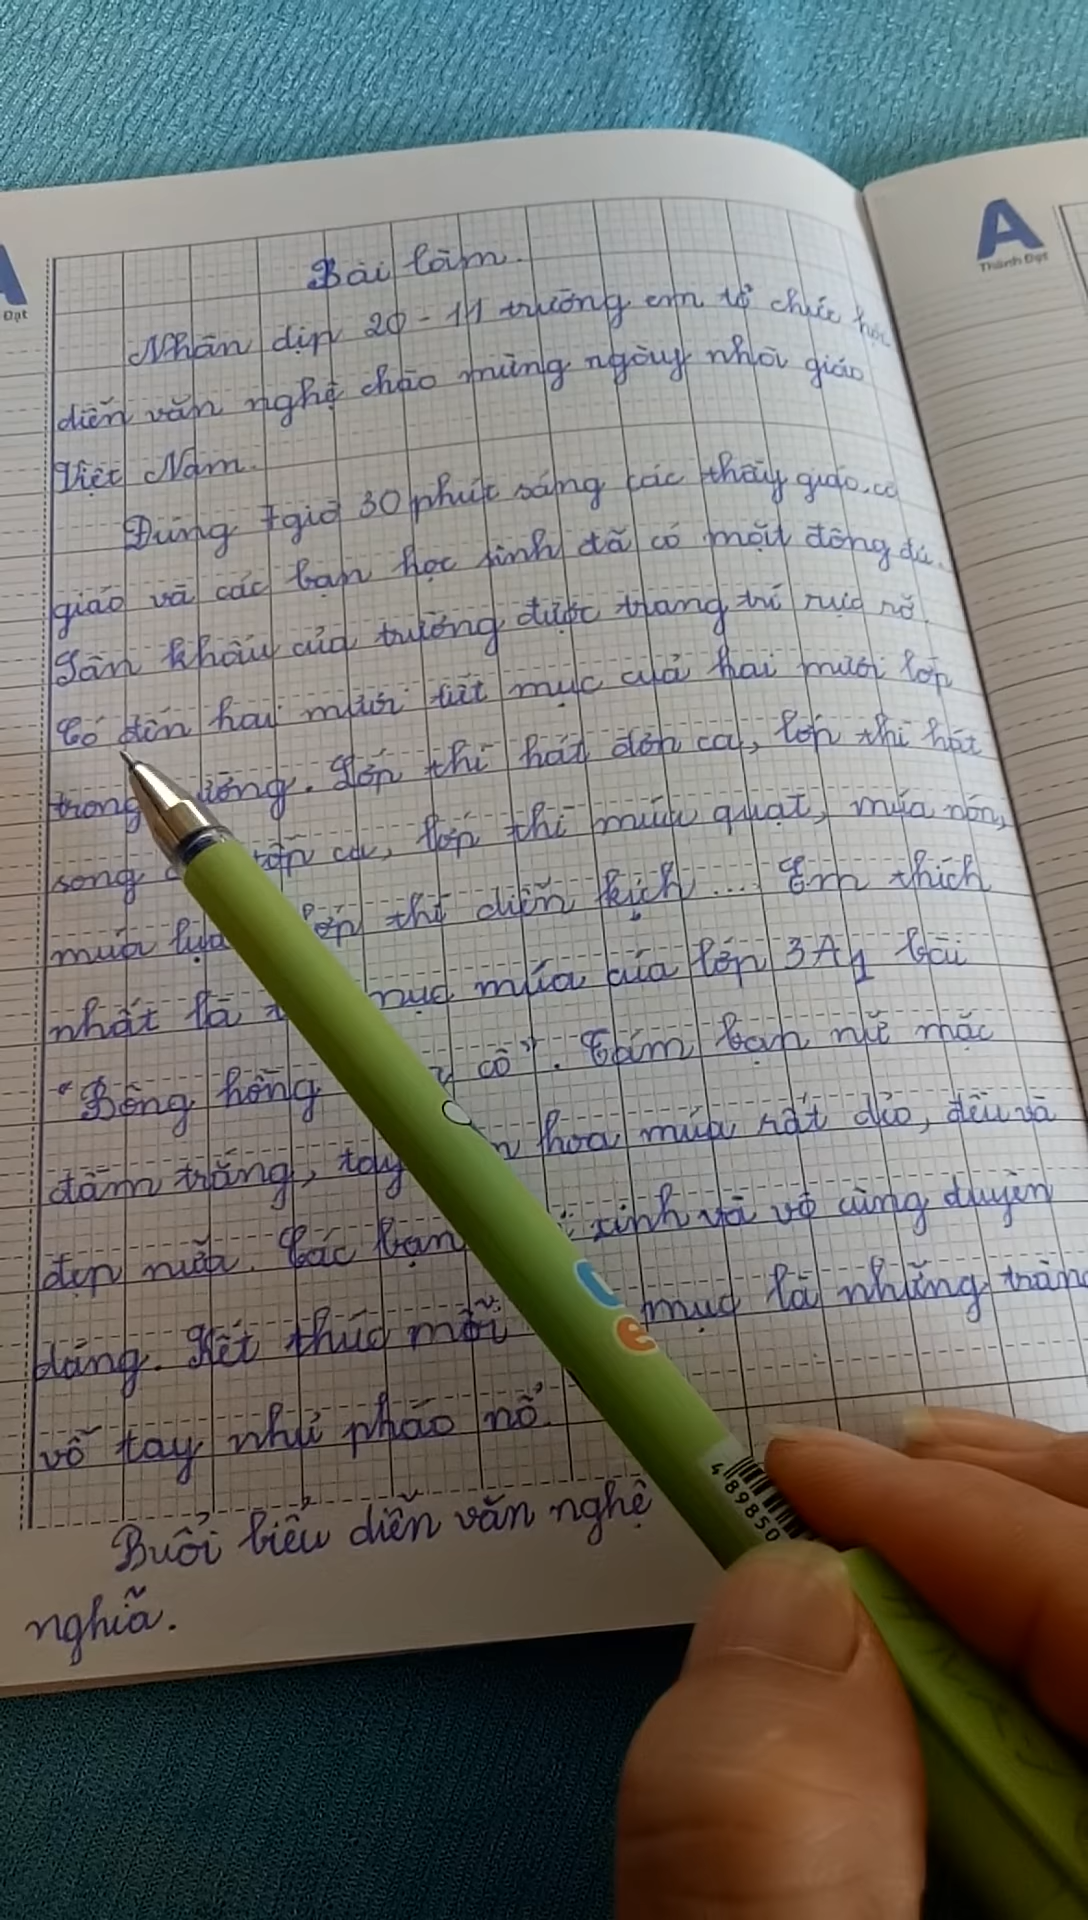 A
Thành Đạt
Đạt
Bài làm.
Nhân dịp 20-11 trường em tổ chức
diễn văn nghệ chào mừng ngày nhà giáo
Việt Nam.
Đúng 7 giờ 30 phút sáng các thầy giáo, cô
giáo và các bạn học sinh đã có mặt đông đủ.
Sân khấu của trường được trang trí rực rỡ.
Có đến hai mươi tiết mục của hai mươi lớp
trong. Lớp thì hát đơn ca, lớp thì hát
song ca, lớp thì múa quạt, múa nón,
múa thì diễn kịch.... Em thích
nhất là múa của lớp 3A1 bài
"Bông hồng cô". Tám bạn nữ mặc
đầm trắng, tay hoa múa rất dẻo, đều và
đẹp nữa. Các bạn xinh và vô cùng duyên
dáng. Kết thúc mỗi mục là những tràng
vỗ tay như pháo nổ.
Buổi biểu diễn văn nghệ
nghĩa.
4 89850